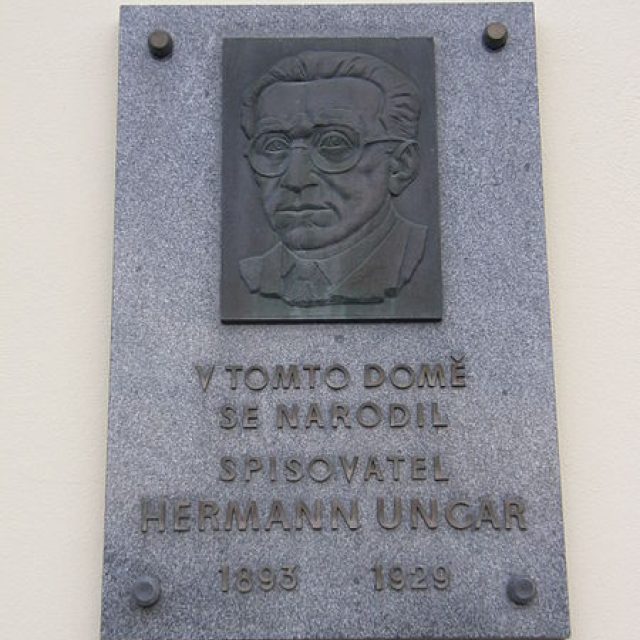 V TOMTO DOMĚ
SE NARODIL
SPISOVATEL
HERMANN UNGAR
1893 1929